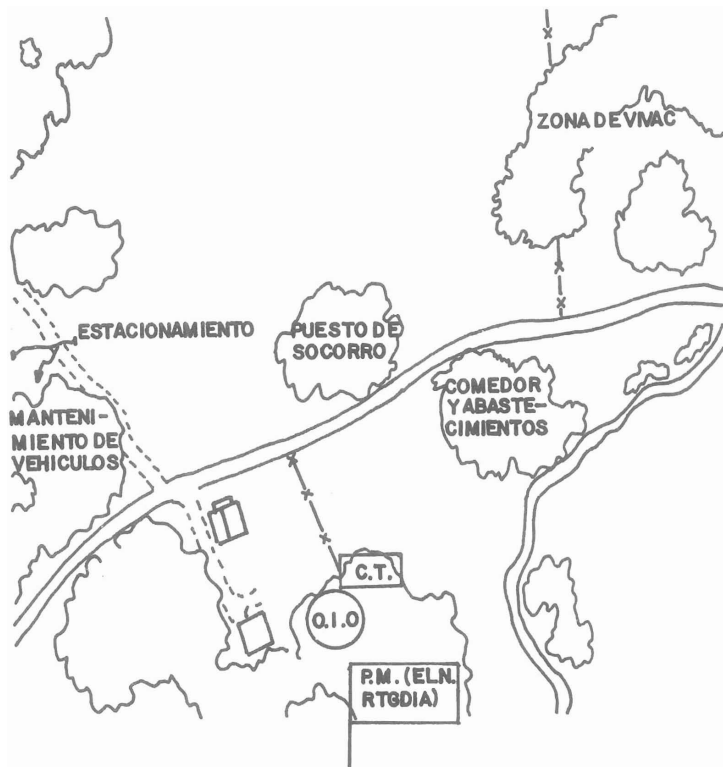 ZONA DE VIVAC
ESTACIONAMIENTO
PUESTO DE
SOCORRO
COMEDOR
Y ABASTE-
CIMIENTOS
MANTENI-
MIENTO DE
VEHICULOS
C.T.
O.I.O
P.M. (ELN.
RTGDIA)